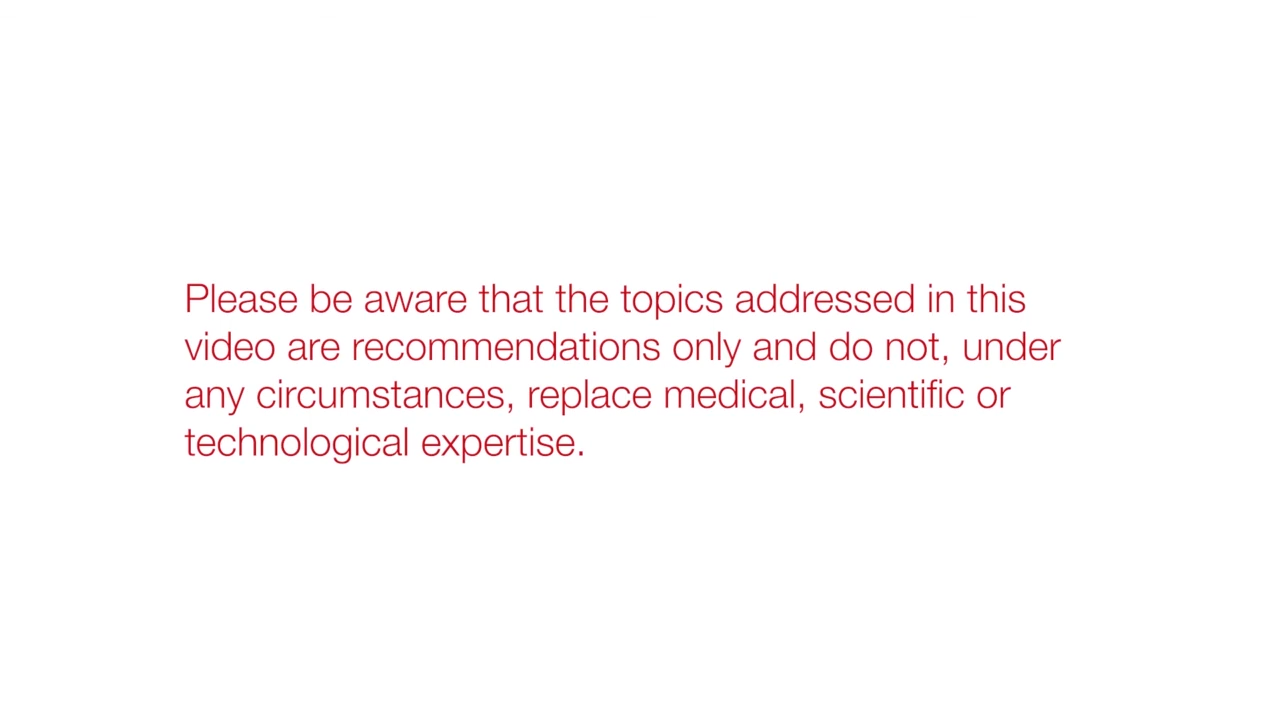 Please be aware that the topics addressed in this
video are recommendations only and do not, under
any circumstances, replace medical, scientific or
technological expertise.